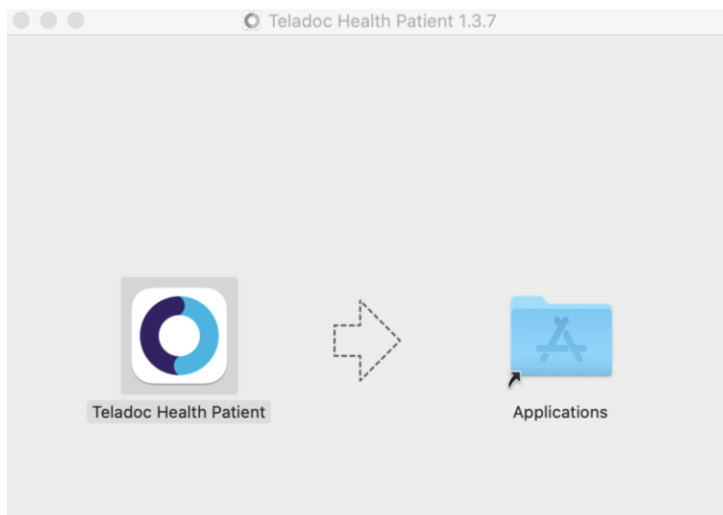 Teladoc Health Patient 1.3.7
Teladoc Health Patient
Applications